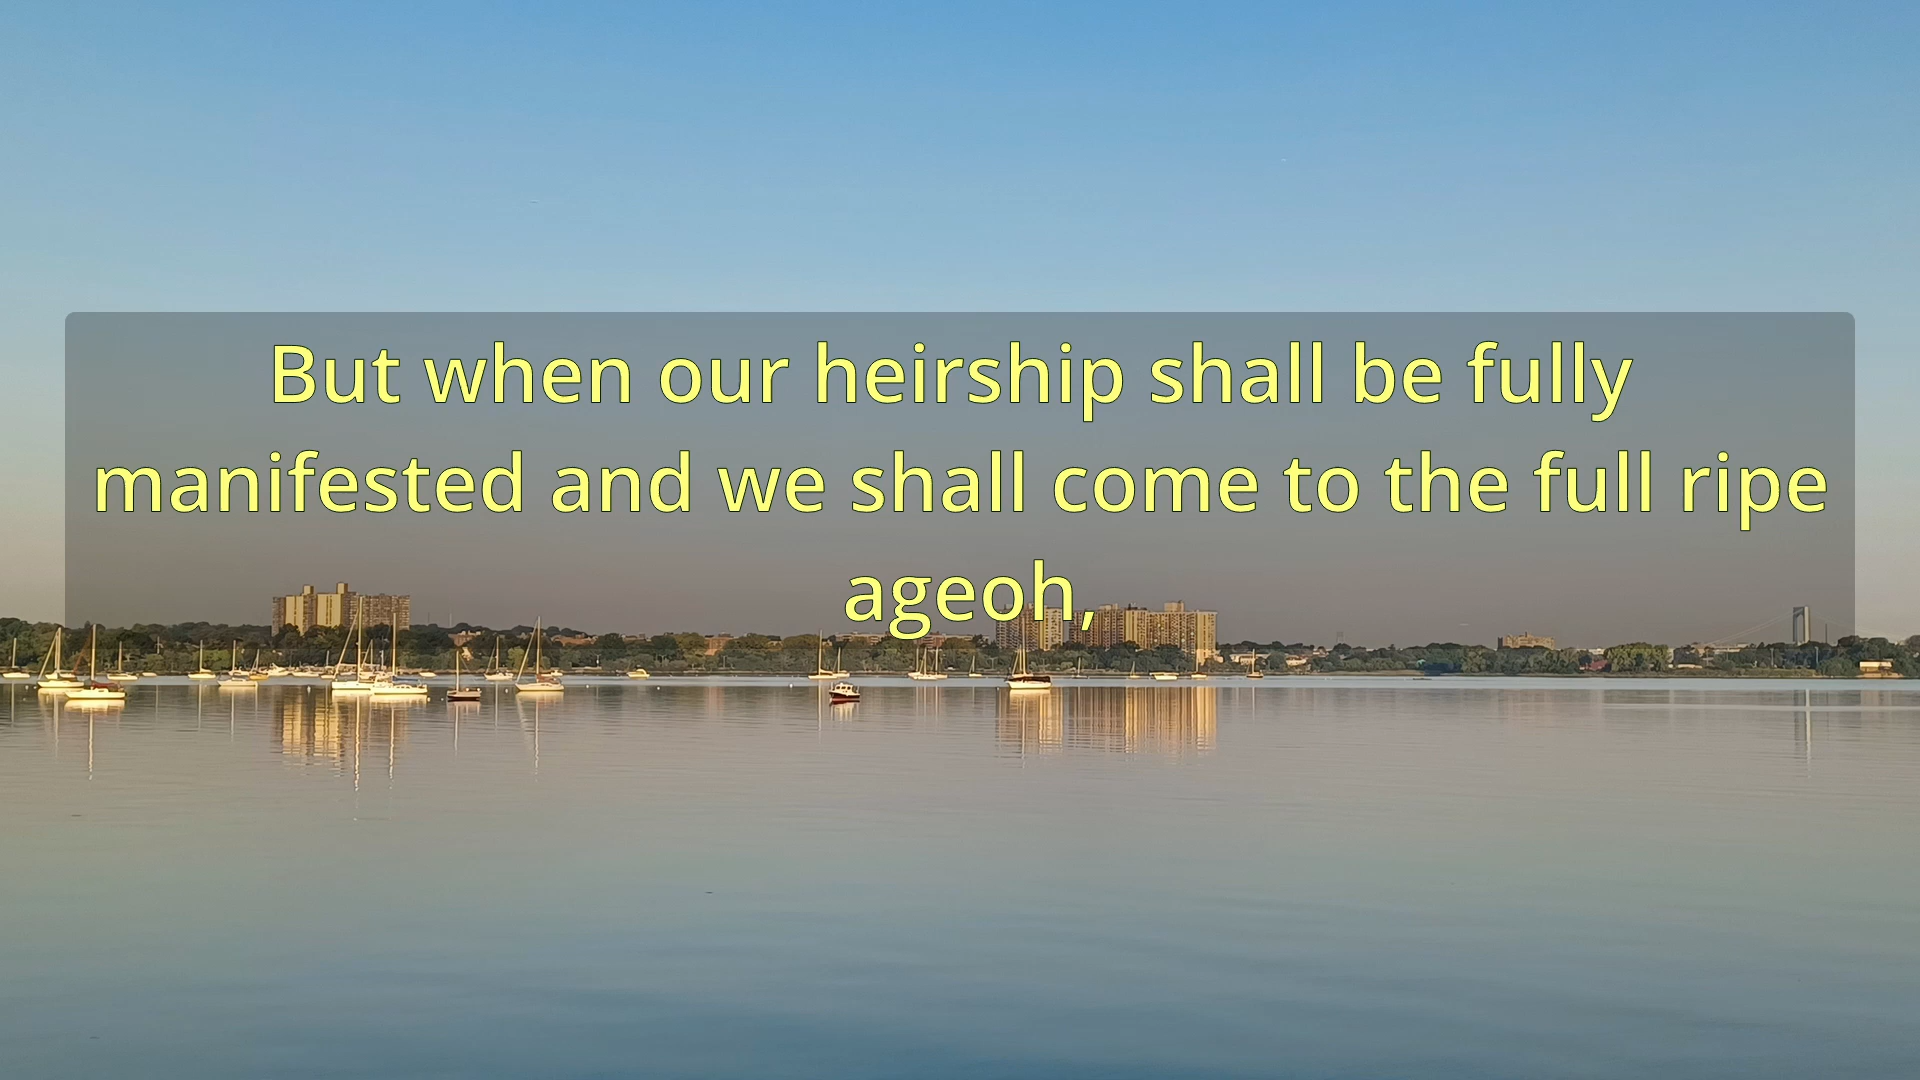 But when our heirship shall be fully
manifested and we shall come to the full ripe
ageoh,